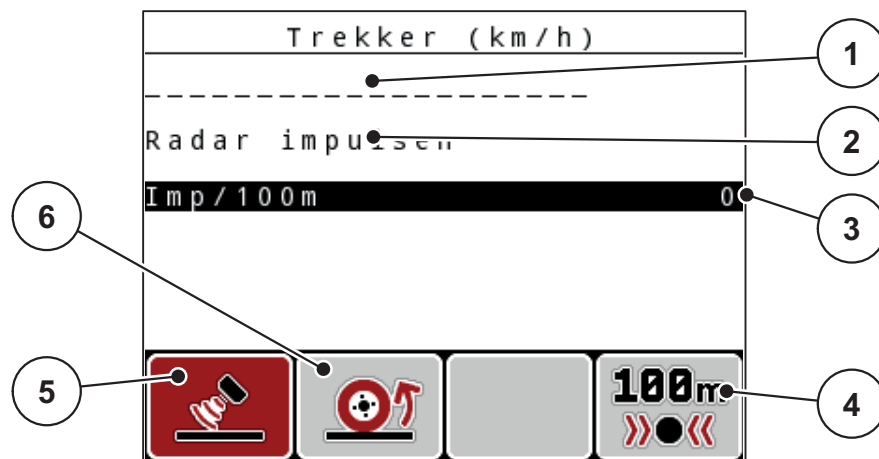 Trekker (km/h)
--------------------
Radar impulsen
Imp/100m 0
1
2
3
4
5
6
100m